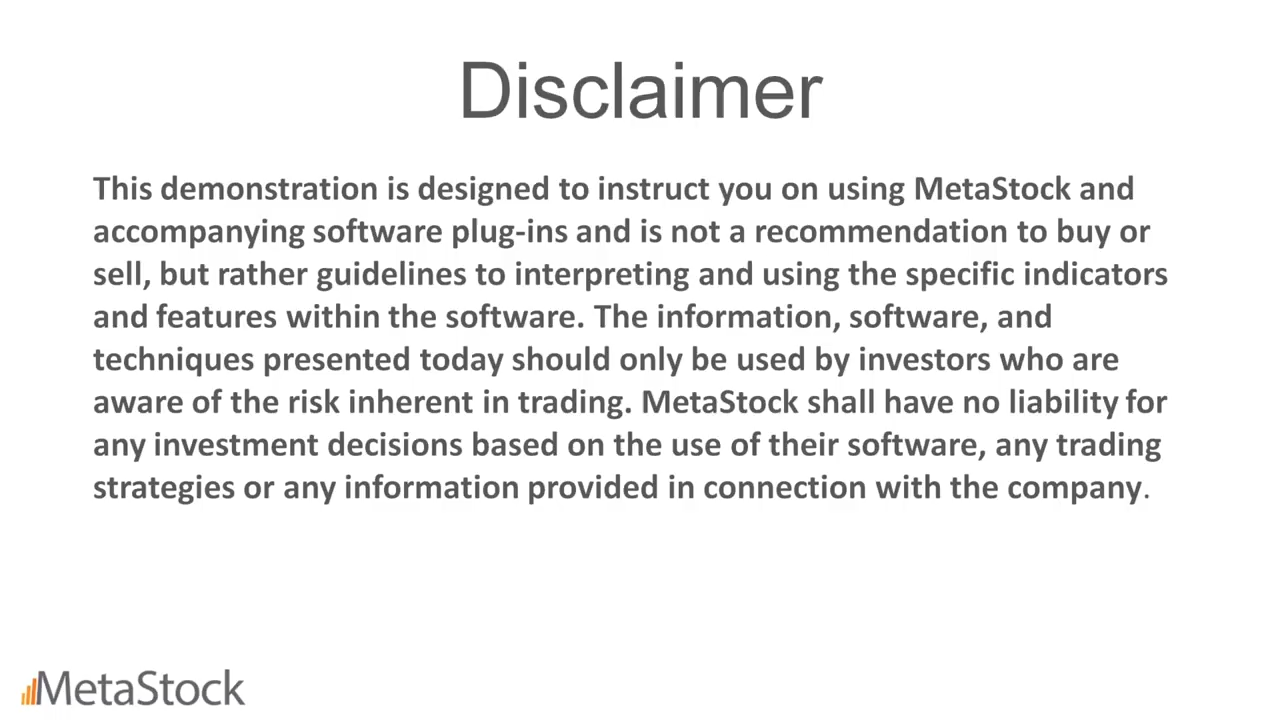 Disclaimer
This demonstration is designed to instruct you on using MetaStock and
accompanying software plug-ins and is not a recommendation to buy or
sell, but rather guidelines to interpreting and using the specific indicators
and features within the software. The information, software, and
techniques presented today should only be used by investors who are
aware of the risk inherent in trading. MetaStock shall have no liability for
any investment decisions based on the use of their software, any trading
strategies or any information provided in connection with the company.
MetaStock